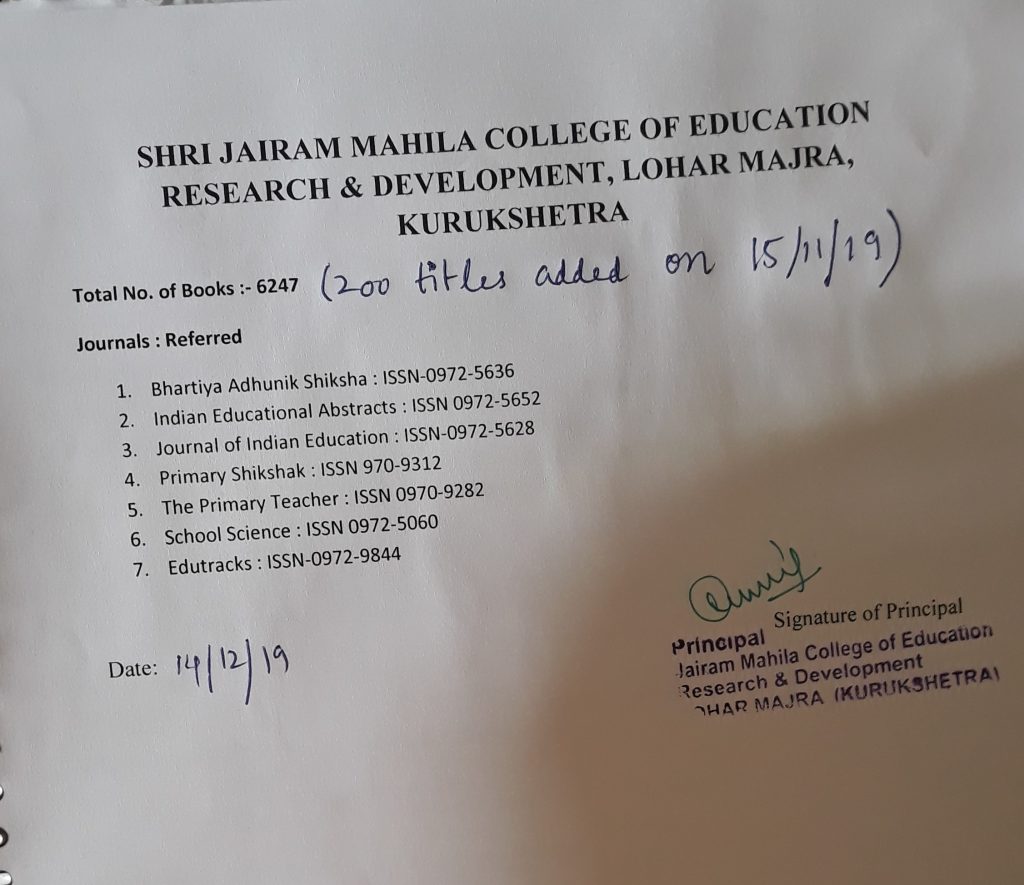 SHRI JAIRAM MAHILA COLLEGE OF EDUCATION
RESEARCH & DEVELOPMENT, LOHAR MAJRA,
KURUKSHETRA
Total No. of Books :- 6247 (200 titles added on 15/11/19)
Journals : Referred
1. Bhartiya Adhunik Shiksha : ISSN-0972-5636
2. Indian Educational Abstracts : ISSN 0972-5652
3. Journal of Indian Education : ISSN-0972-5628
4. Primary Shikshak : ISSN 970-9312
5. The Primary Teacher : ISSN 0970-9282
6. School Science : ISSN 0972-5060
7. Edutracks : ISSN-0972-9844
Signature of Principal
Date: 14/12/19
Principal
Jairam Mahila College of Education
Research & Development
OHAR MAJRA (KURUKSHETRA)